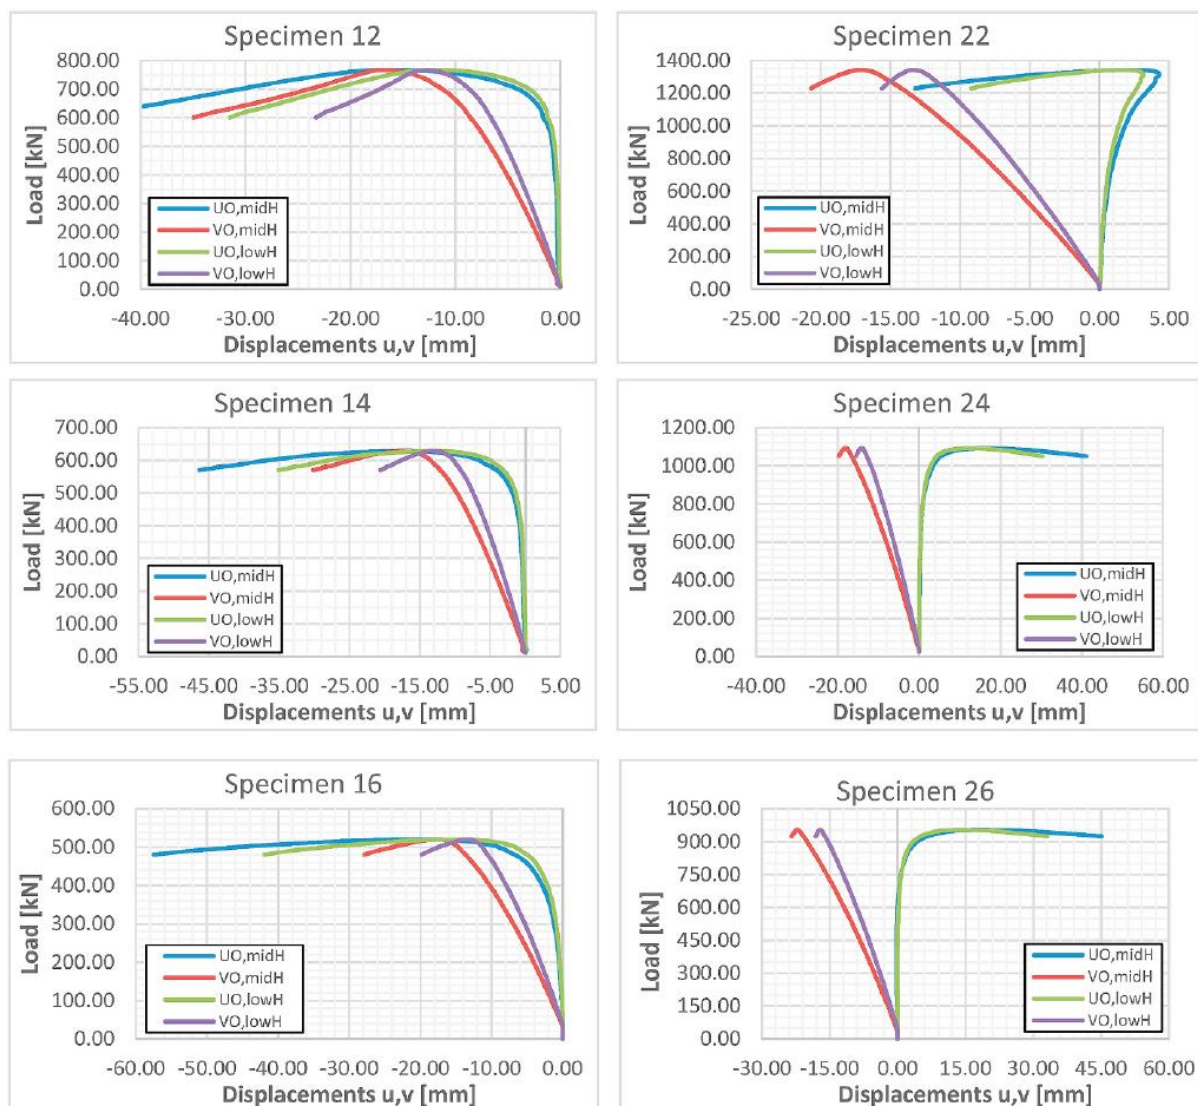 Specimen 12
Load [kN]
800.00
700.00
600.00
500.00
400.00
300.00
200.00
100.00
0.00
UO,midH
VO,midH
UO,lowH
VO,lowH
-40.00 -30.00 -20.00 -10.00 0.00
Displacements u,v [mm]
Specimen 22
Load [kN]
1400.00
1200.00
1000.00
800.00
600.00
400.00
200.00
0.00
UO,midH
VO,midH
UO,lowH
VO,lowH
-25.00 -20.00 -15.00 -10.00 -5.00 0.00 5.00
Displacements u,v [mm]
Specimen 14
Load [kN]
700.00
600.00
500.00
400.00
300.00
200.00
100.00
0.00
UO,midH
VO,midH
UO,lowH
VO,lowH
-55.00 -45.00 -35.00 -25.00 -15.00 -5.00 5.00
Displacements u,v [mm]
Specimen 24
Load [kN]
1200.00
1000.00
800.00
600.00
400.00
200.00
0.00
UO,midH
VO,midH
UO,lowH
VO,lowH
-40.00 -20.00 0.00 20.00 40.00 60.00
Displacements u,v [mm]
Specimen 16
Load [kN]
600.00
500.00
400.00
300.00
200.00
100.00
0.00
UO,midH
VO,midH
UO,lowH
VO,lowH
-60.00 -50.00 -40.00 -30.00 -20.00 -10.00 0.00
Displacements u,v [mm]
Specimen 26
Load [kN]
1050.00
900.00
750.00
600.00
450.00
300.00
150.00
0.00
UO,midH
VO,midH
UO,lowH
VO,lowH
-30.00 -15.00 0.00 15.00 30.00 45.00 60.00
Displacements u,v [mm]